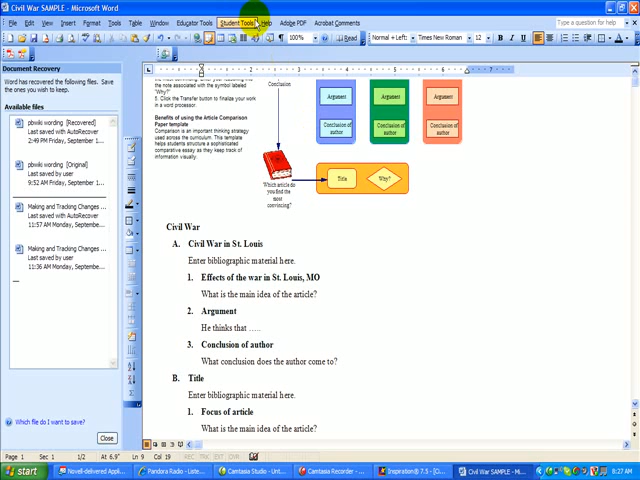 Civil War SAMPLE - Microsoft Word
File Edit View Insert Format Tools Table Window Educator Tools Student Tools Help Adobe PDF Acrobat Comments
Type a question for help
100% Read Normal + Left: Times New Roman 12 B I U
Document Recovery
Word has recovered the following files. Save
the ones you wish to keep.
Available files
pbwiki wording [Recovered]
Last saved with AutoRecover
2:49 PM Friday, September 1...
pbwiki wording [Original]
Last saved by user
9:52 AM Friday, September 1...
Making and Tracking Changes ...
Last saved with AutoRecover
11:57 AM Monday, Septembe...
Making and Tracking Changes ...
Last saved by user
11:36 AM Monday, Septembe...
Which file do I want to save?
Close
the note associated with the symbol labeled
"Why?"
5. Click the Transfer button to finalize your work
in a word processor.
Benefits of using the Article Comparison
Paper template
Comparison is an important thinking strategy
used across the curriculum. This template
helps students structure a sophisticated
comparative essay as they keep track of
information visually.
Conclusion
Argument
Argument
Argument
Conclusion of
author
Conclusion of
author
Conclusion of
author
Which article do
you find the
most
convincing?
Title
Why?
Civil War
A. Civil War in St. Louis
Enter bibliographic material here.
1. Effects of the war in St. Louis, MO
What is the main idea of the article?
2. Argument
He thinks that .....
3. Conclusion of author
What conclusion does the author come to?
B. Title
Enter bibliographic material here.
1. Focus of article
What is the main idea of the article?
Page 1 Sec 1 1/2 At 6.9" Ln 9 Col 19 REC TRK EXT OVR
start Novell-delivered Appl... Pandora Radio - Liste... Camtasia Studio - Unt... Camtasia Recorder - ... Inspiration® 7.5 - [C... Civil War SAMPLE - Mi... 8:27 AM